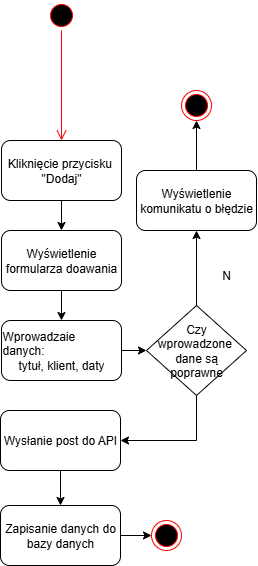 Kliknięcie przycisku
"Dodaj"
Wyświetlenie
formularza doawania
Wprowadzaie
danych:
tytuł, klient, daty
Czy
wprowadzone
dane są
poprawne
N
Wyświetlenie
komunikatu o błędzie
Wysłanie post do API
Zapisanie danych do
bazy danych